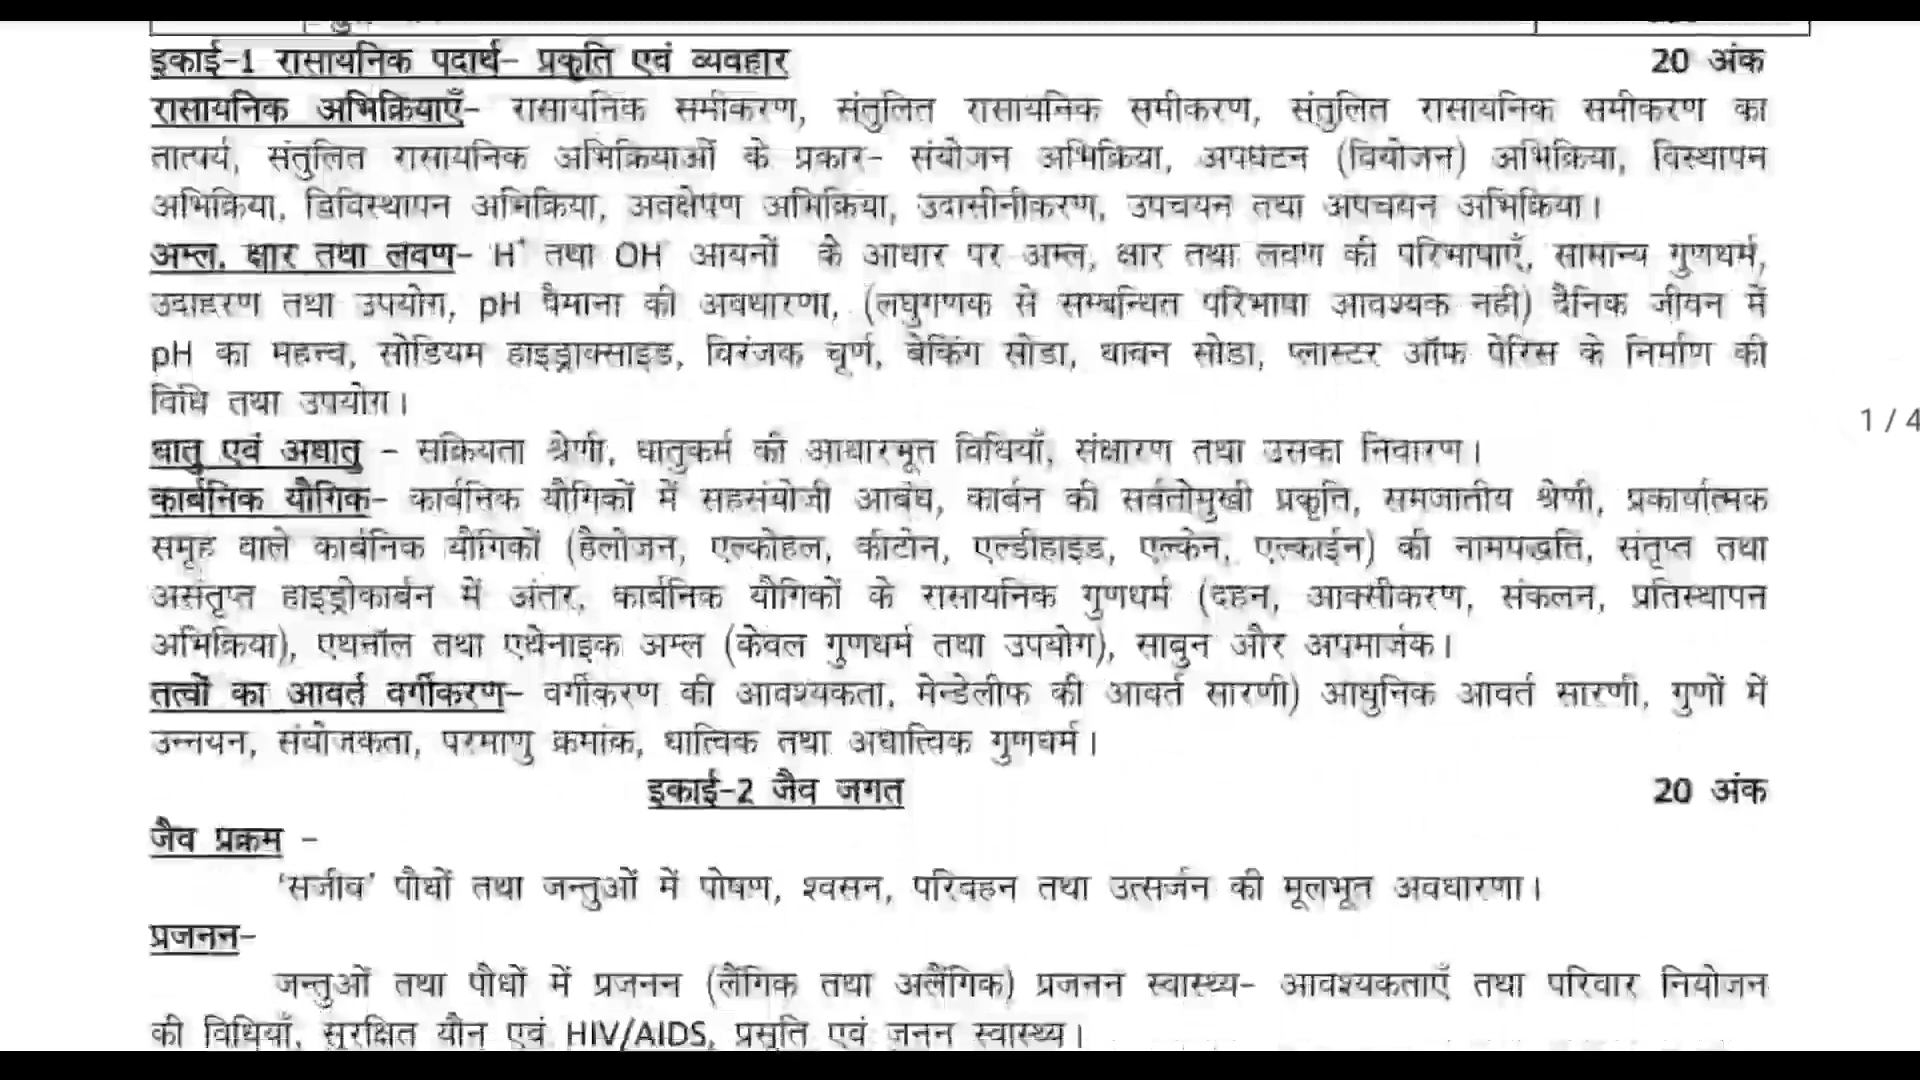 इकाई-1 रासायनिक पदार्थ- प्रकृति एवं व्यवहार 20 अंक
रासायनिक अभिक्रियाएँ- रासायनिक समीकरण, संतुलित रासायनिक समीकरण, संतुलित रासायनिक समीकरण का
तात्पर्य, संतुलित रासायनिक अभिक्रियाओं के प्रकार- संयोजन अभिक्रिया, अपघटन (वियोजन) अभिक्रिया, विस्थापन
अभिक्रिया, द्विविस्थापन अभिक्रिया, अवक्षेपण अभिक्रिया, उदासीनीकरण, उपचयन तथा अपचयन अभिक्रिया।
अम्ल, क्षार तथा लवण- H⁺ तथा OH आयनों के आधार पर अम्ल, क्षार तथा लवण की परिभाषाएँ, सामान्य गुणधर्म,
उदाहरण तथा उपयोग, pH पैमाना की अवधारणा, (लघुगणक से सम्बन्धित परिभाषा आवश्यक नही) दैनिक जीवन में
pH का महत्त्व, सोडियम हाइड्राक्साइड, विरंजक चूर्ण, बेकिंग सोडा, धावन सोडा, प्लास्टर ऑफ पेरिस के निर्माण की
विधि तथा उपयोग।
धातु एवं अधातु - सक्रियता श्रेणी, धातुकर्म की आधारभूत विधियाँ, संक्षारण तथा उसका निवारण।
कार्बनिक यौगिक- कार्बनिक यौगिकों में सहसंयोजी आबंध, कार्बन की सर्वतोमुखी प्रकृति, समजातीय श्रेणी, प्रकार्यात्मक
समूह वाले कार्बनिक यौगिकों (हैलोजन, एल्कोहल, कीटोन, एल्डीहाइड, एल्केन, एल्काईन) की नामपद्धति, संतृप्त तथा
असंतृप्त हाइड्रोकार्बन में अंतर, कार्बनिक यौगिकों के रासायनिक गुणधर्म (दहन, आक्सीकरण, संकलन, प्रतिस्थापन
अभिक्रिया), एथनॉल तथा एथेनाइक अम्ल (केवल गुणधर्म तथा उपयोग), साबुन और अपमार्जक।
तत्वों का आवर्त वर्गीकरण- वर्गीकरण की आवश्यकता, मेन्डेलीफ की आवर्त सारणी) आधुनिक आवर्त सारणी, गुणों में
उन्नयन, संयोजकता, परमाणु क्रमांक, धात्विक तथा अधात्विक गुणधर्म।
इकाई-2 जैव जगत 20 अंक
जैव प्रक्रम -
'सजीव' पौधों तथा जन्तुओं में पोषण, श्वसन, परिवहन तथा उत्सर्जन की मूलभूत अवधारणा।
प्रजनन-
जन्तुओं तथा पौधों में प्रजनन (लैंगिक तथा अलैंगिक) प्रजनन स्वास्थ्य- आवश्यकताएँ तथा परिवार नियोजन
की विधियाँ, सुरक्षित यौन एवं HIV/AIDS, प्रसूति एवं जनन स्वास्थ्य।
1 / 4